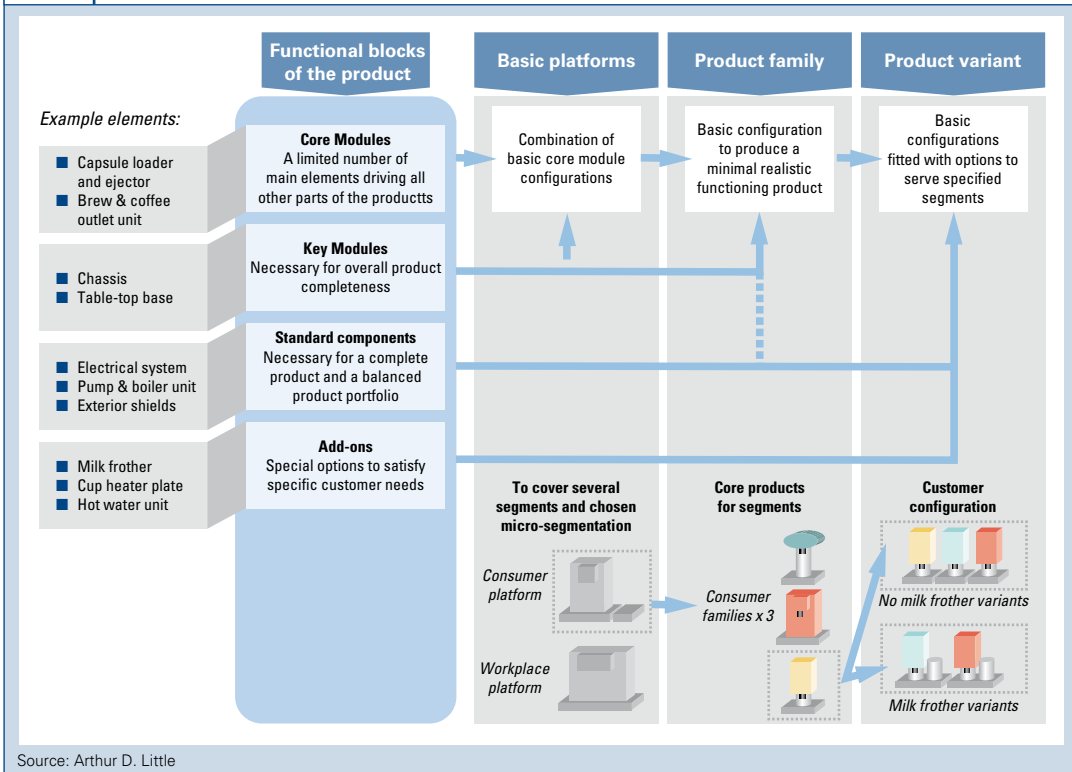 Functional blocks
of the product
Basic platforms
Product family
Product variant
Example elements:
■ Capsule loader
and ejector
■ Brew & coffee
outlet unit
Core Modules
A limited number of
main elements driving all
other parts of the productts
Combination of
basic core module
configurations
Basic configuration
to produce a
minimal realistic
functioning product
Basic
configurations
fitted with options to
serve specified
segments
■ Chassis
■ Table-top base
Key Modules
Necessary for overall product
completeness
■ Electrical system
■ Pump & boiler unit
■ Exterior shields
Standard components
Necessary for a complete
product and a balanced
product portfolio
■ Milk frother
■ Cup heater plate
■ Hot water unit
Add-ons
Special options to satisfy
specific customer needs
To cover several
segments and chosen
micro-segmentation
Consumer
platform
Workplace
platform
Core products
for segments
Consumer
families x 3
Customer
configuration
No milk frother variants
Milk frother variants
Source: Arthur D. Little